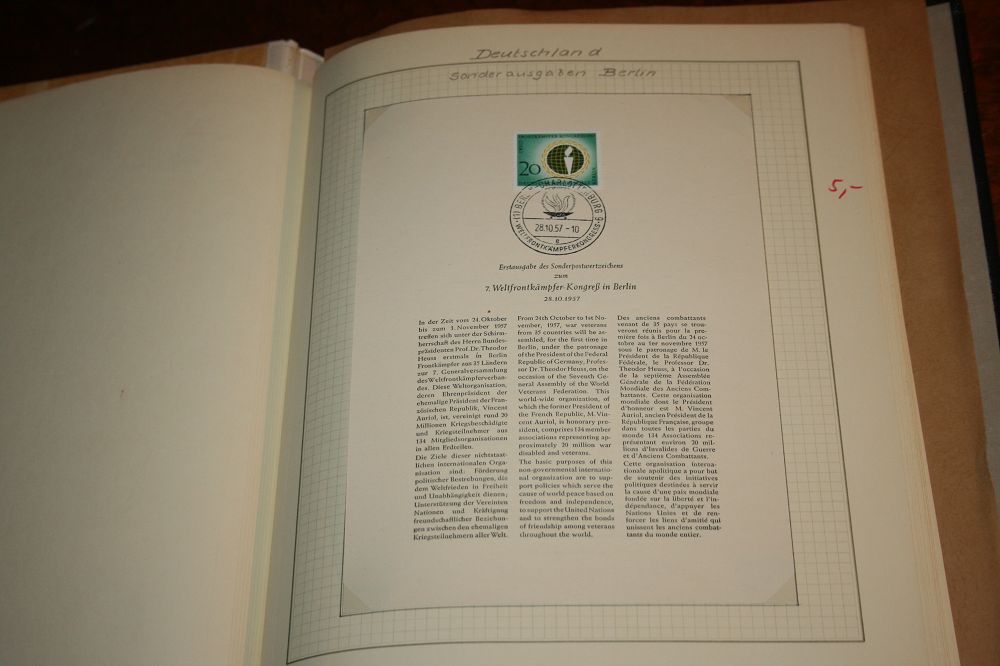 Deutschland
Sonderausgaben Berlin
20
(1) BERLIN-CHARLOTTENBURG 9
28.10.57 - 10
e
WELTFRONTKÄMPFERKONGRESS
5,-
Erstausgabe des Sonderpostwertzeichens
zum
7. Weltfrontkämpfer-Kongreß in Berlin
28.10.1957
In der Zeit vom 24. Oktober
bis zum 1. November 1957
treffen sich unter der Schirm-
herrschaft des Herrn Bundes-
präsidenten Prof. Dr. Theodor
Heuss erstmals in Berlin
Frontkämpfer aus 35 Ländern
zur 7. Generalversammlung
des Weltfrontkämpferverban-
des. Diese Weltorganisation,
deren Ehrenpräsident der
ehemalige Präsident der Fran-
zösischen Republik, Vincent
Auriol, ist, vereinigt rund 20
Millionen Kriegsbeschädigte
und Kriegsteilnehmer aus
134 Mitgliedsorganisationen
in allen Erdteilen.
Die Ziele dieser nichtstaat-
lichen internationalen Orga-
nisation sind: Förderung
politischer Bestrebungen, die
dem Weltfrieden in Freiheit
und Unabhängigkeit dienen;
Unterstützung der Vereinten
Nationen und Kräftigung
freundschaftlicher Beziehun-
gen zwischen den ehemaligen
Kriegsteilnehmern aller Welt.
From 24th October to 1st No-
vember, 1957, war veterans
from 35 countries will be
assembled, for the first time in
Berlin, under the patronage
of the President of the Federal
Republic of Germany, Profes-
sor Dr. Theodor Heuss, on the
occasion of the Seventh Ge-
neral Assembly of the World
Veterans Federation. This
world-wide organization, of
which the former President of
the French Republic, M. Vin-
cent Auriol, is honorary pre-
sident, comprises 134 member
associations representing ap-
proximately 20 million war
disabled and veterans.
The basic purposes of this
non-governmental internatio-
nal organization are to sup-
port policies which serve the
cause of world peace based on
freedom and independence,
to support the United Nations
and to strengthen the bonds
of friendship among veterans
throughout the world.
Des anciens combattants
venant de 35 pays se trou-
veront réunis pour la pre-
mière fois à Berlin du 24 oc-
tobre au 1er novembre 1957
sous le patronage de M. le
Président de la République
Fédérale, le Professor Dr.
Theodor Heuss, à l'occasion
de la septième Assemblée
Générale de la Fédération
Mondiale des Anciens Com-
battants. Cette organisation
mondiale dont le Président
d'honneur est M. Vincent
Auriol, ancien Président de la
République Française, groupe
dans toutes les parties du
monde 134 Associations re-
présentant environ 20 mil-
lions d'Invalides de Guerre
et d'Anciens Combattants.
Cette organisation interna-
tionale apolitique a pour but
de soutenir des initiatives
politiques destinées à servir
la cause d'une paix mondiale
fondée sur la liberté et l'in-
dépendance, d'appuyer les
Nations Unies et de ren-
forcer les liens d'amitié qui
unissent les anciens combat-
tants du monde entier.